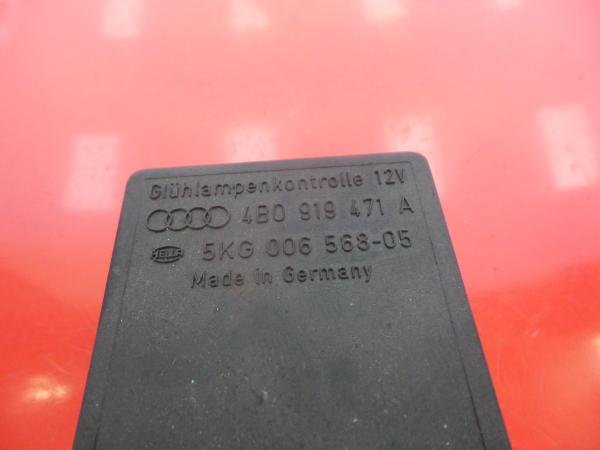 Glühlampenkontrolle 12V
4B0 919 471 A
HELLA 5KG 006 568-05
Made in Germany